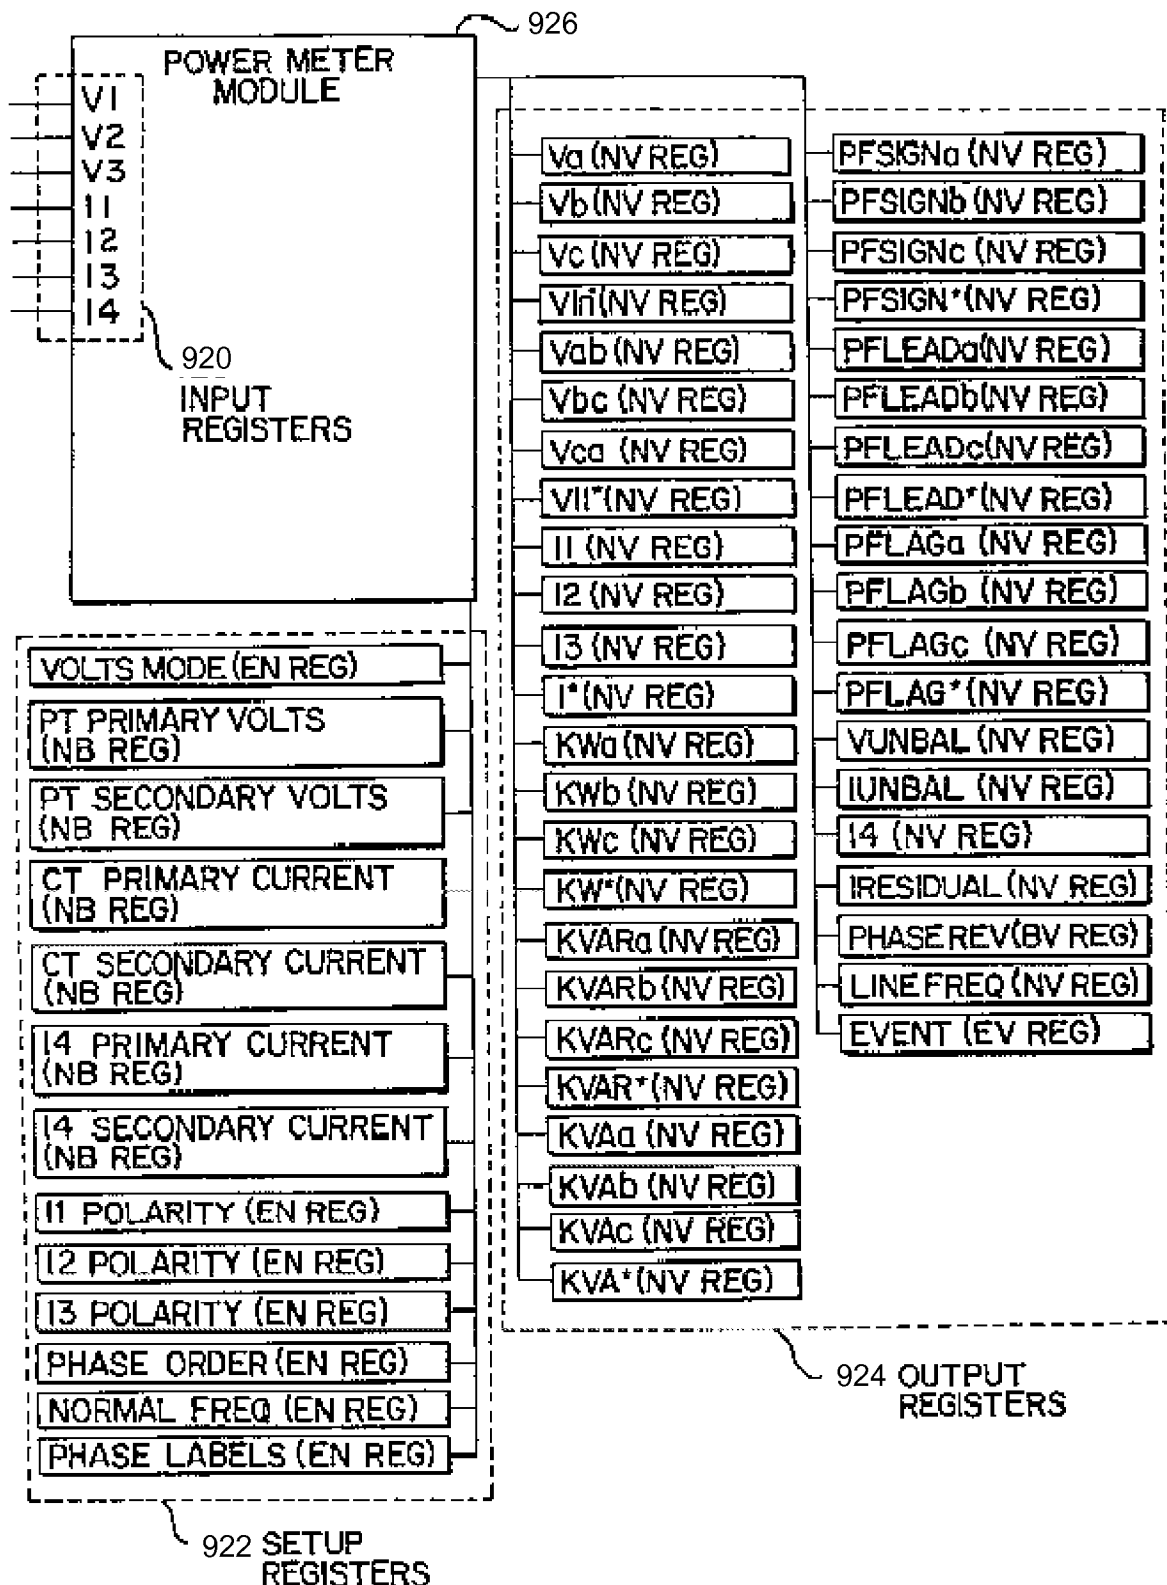 926
POWER METER
MODULE
V1
V2
V3
I1
I2
I3
I4
920
INPUT
REGISTERS
VOLTS MODE (EN REG)
PT PRIMARY VOLTS
(NB REG)
PT SECONDARY VOLTS
(NB REG)
CT PRIMARY CURRENT
(NB REG)
CT SECONDARY CURRENT
(NB REG)
I4 PRIMARY CURRENT
(NB REG)
I4 SECONDARY CURRENT
(NB REG)
I1 POLARITY (EN REG)
I2 POLARITY (EN REG)
I3 POLARITY (EN REG)
PHASE ORDER (EN REG)
NORMAL FREQ (EN REG)
PHASE LABELS (EN REG)
922 SETUP
REGISTERS
Va (NV REG)
Vb (NV REG)
Vc (NV REG)
Vln* (NV REG)
Vab (NV REG)
Vbc (NV REG)
Vca (NV REG)
Vll* (NV REG)
I1 (NV REG)
I2 (NV REG)
I3 (NV REG)
I* (NV REG)
KWa (NV REG)
KWb (NV REG)
KWc (NV REG)
KW* (NV REG)
KVARa (NV REG)
KVARb (NV REG)
KVARc (NV REG)
KVAR* (NV REG)
KVAa (NV REG)
KVAb (NV REG)
KVAc (NV REG)
KVA* (NV REG)
PFSIGNa (NV REG)
PFSIGNb (NV REG)
PFSIGNc (NV REG)
PFSIGN* (NV REG)
PFLEADa (NV REG)
PFLEADb (NV REG)
PFLEADc (NV REG)
PFLEAD* (NV REG)
PFLAGa (NV REG)
PFLAGb (NV REG)
PFLAGc (NV REG)
PFLAG* (NV REG)
VUNBAL (NV REG)
IUNBAL (NV REG)
I4 (NV REG)
IRESIDUAL (NV REG)
PHASE REV (BV REG)
LINE FREQ (NV REG)
EVENT (EV REG)
924 OUTPUT
REGISTERS